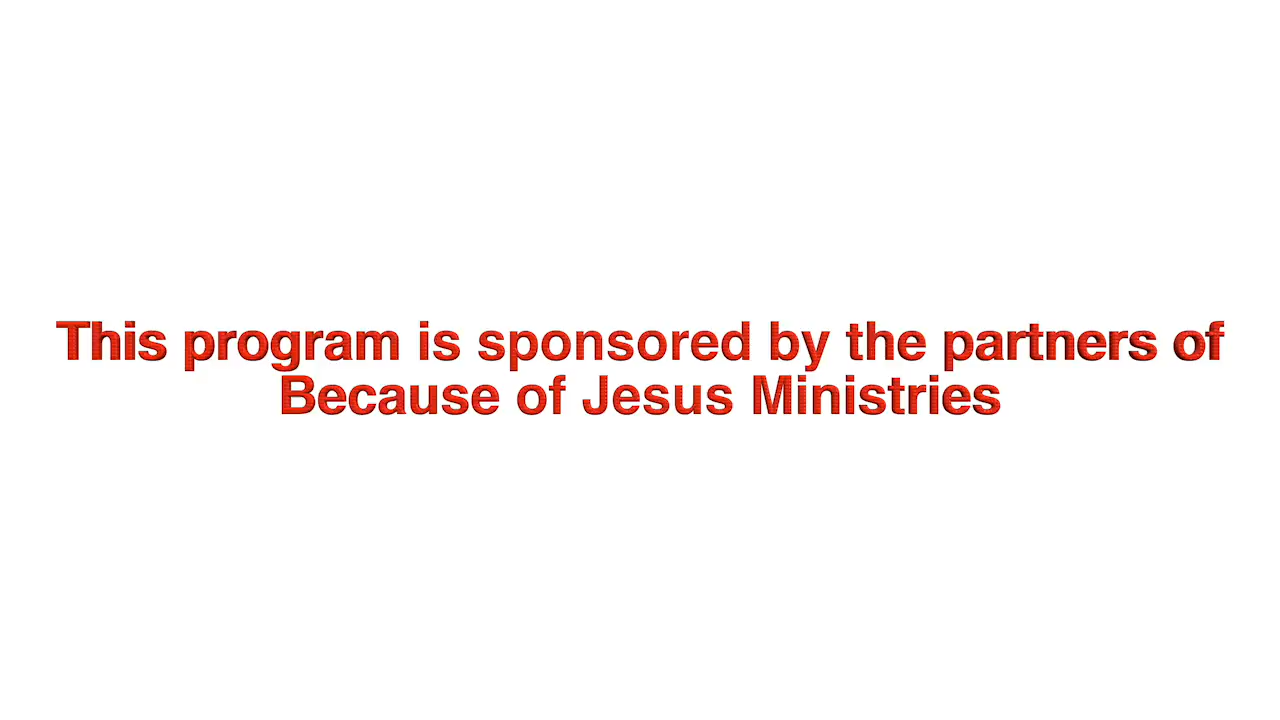 This program is sponsored by the partners of
Because of Jesus Ministries